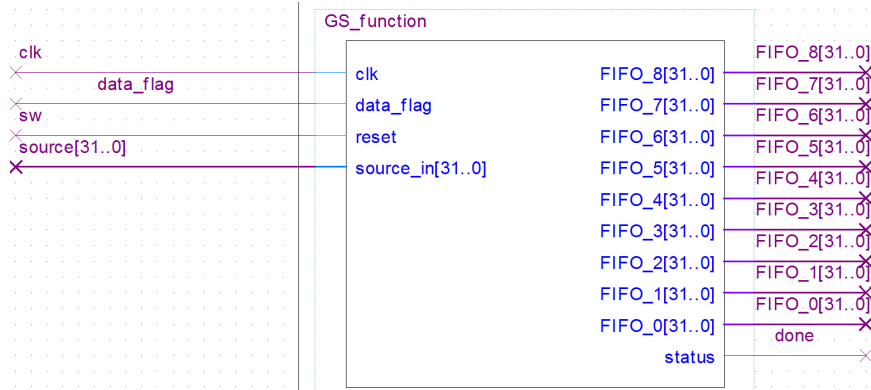 GS_function
clk
data_flag
sw
source[31..0]
clk
data_flag
reset
source_in[31..0]
FIFO_8[31..0]
FIFO_7[31..0]
FIFO_6[31..0]
FIFO_5[31..0]
FIFO_4[31..0]
FIFO_3[31..0]
FIFO_2[31..0]
FIFO_1[31..0]
FIFO_0[31..0]
status
FIFO_8[31..0]
FIFO_7[31..0]
FIFO_6[31..0]
FIFO_5[31..0]
FIFO_4[31..0]
FIFO_3[31..0]
FIFO_2[31..0]
FIFO_1[31..0]
FIFO_0[31..0]
done